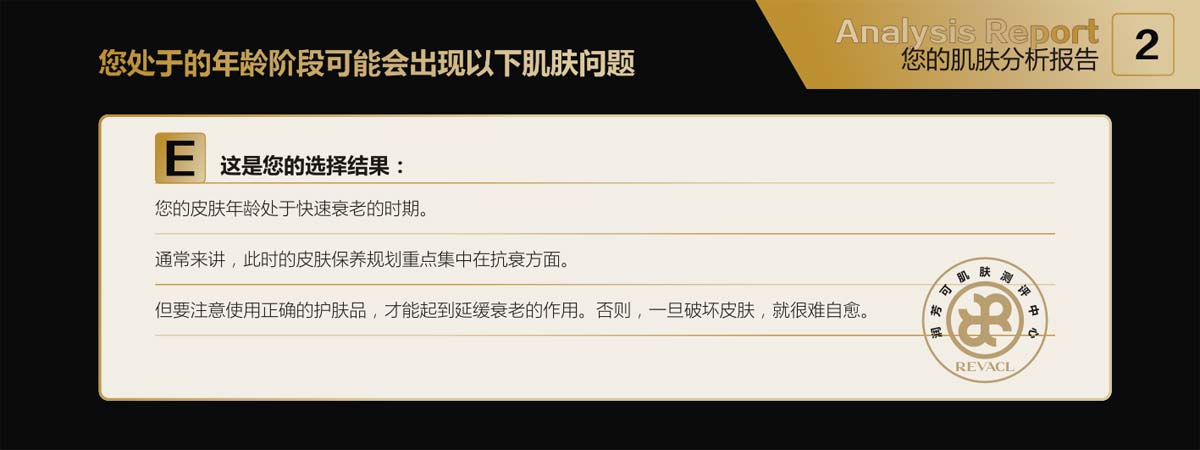 Analysis Report
您的肌肤分析报告
2
您处于的年龄阶段可能会出现以下肌肤问题
E
这是您的选择结果：
您的皮肤年龄处于快速衰老的时期。
通常来讲，此时的皮肤保养规划重点集中在抗衰方面。
但要注意使用正确的护肤品，才能起到延缓衰老的作用。否则，一旦破坏皮肤，就很难自愈。
润芳可肌肤测评中心
REVACL